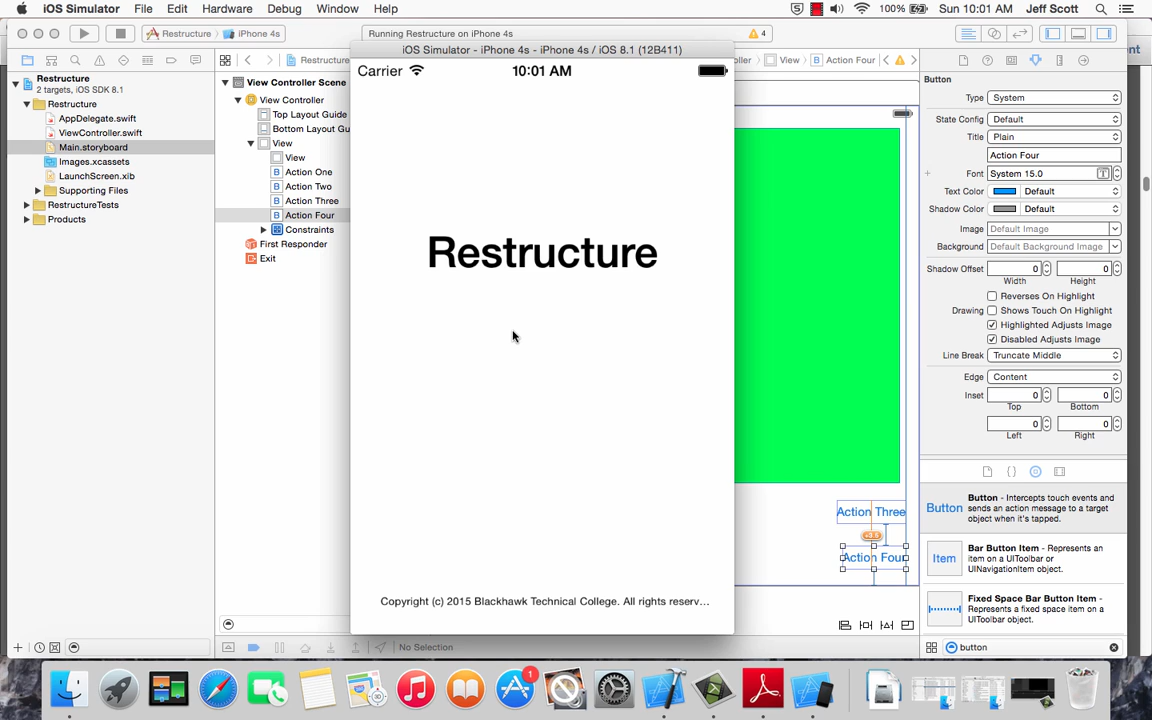 iOS Simulator File Edit Hardware Debug Window Help 100% Sun 10:01 AM Jeff Scott
Restructure iPhone 4s Running Restructure on iPhone 4s 4
iOS Simulator - iPhone 4s - iPhone 4s / iOS 8.1 (12B411)
Carrier 10:01 AM
Restructure
Copyright (c) 2015 Blackhawk Technical College. All rights reserv...
Restructure
2 targets, iOS SDK 8.1
Restructure
AppDelegate.swift
ViewController.swift
Main.storyboard
Images.xcassets
LaunchScreen.xib
Supporting Files
RestructureTests
Products
Restructure
View Controller Scene
View Controller
Top Layout Guide
Bottom Layout Gu
View
View
Action One
Action Two
Action Three
Action Four
Constraints
First Responder
Exit
View Action Four
Action Three
+3.5
Action Four
No Selection
Button
Type System
State Config Default
Title Plain
Action Four
Font System 15.0
Text Color Default
Shadow Color Default
Image Default Image
Background Default Background Image
Shadow Offset 0 0
Width Height
Reverses On Highlight
Drawing Shows Touch On Highlight
Highlighted Adjusts Image
Disabled Adjusts Image
Line Break Truncate Middle
Edge Content
Inset 0 0
Top Bottom
0 0
Left Right
Button
Button - Intercepts touch events and
sends an action message to a target
object when it's tapped.
Item
Bar Button Item - Represents an
item on a UIToolbar or
UINavigationItem object.
Fixed Space Bar Button Item -
Represents a fixed space item on a
UIToolbar object.
button
1